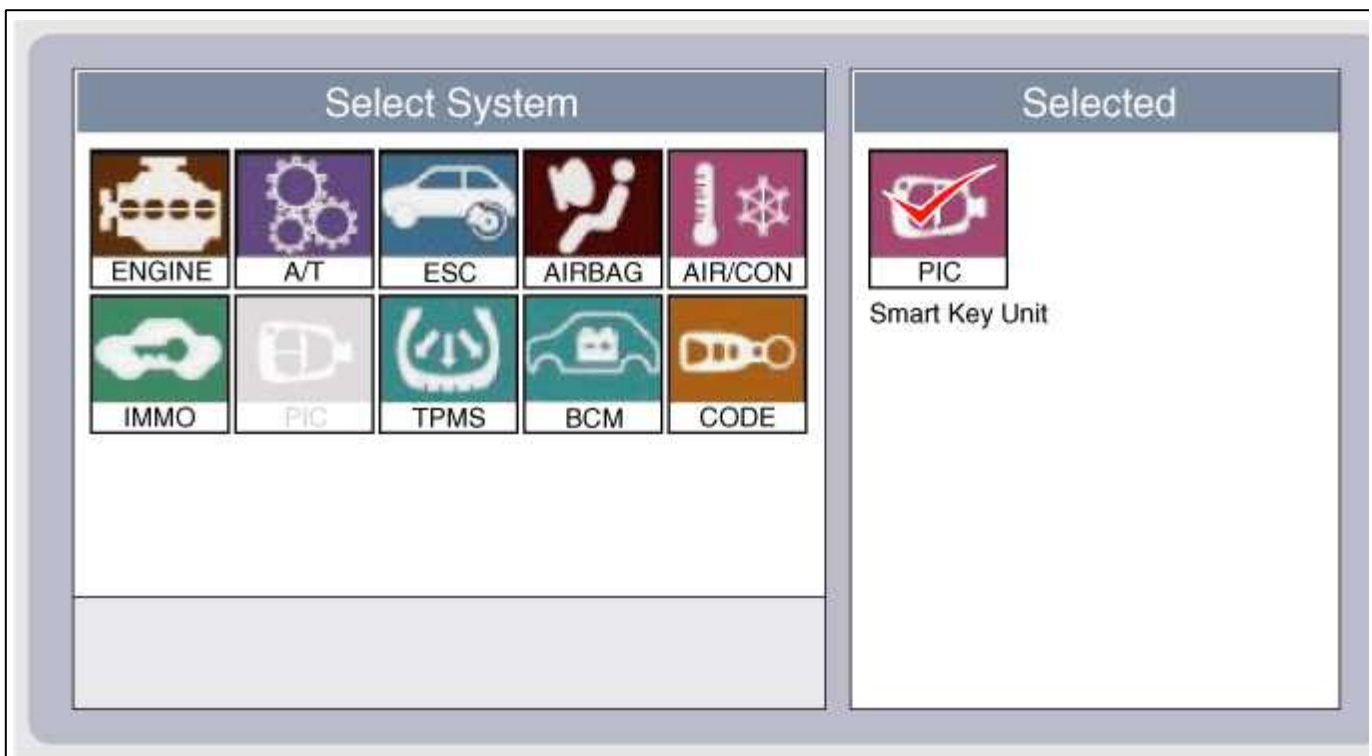 Select System
Selected
ENGINE A/T ESC AIRBAG AIR/CON
PIC
Smart Key Unit
IMMO PIC TPMS BCM CODE